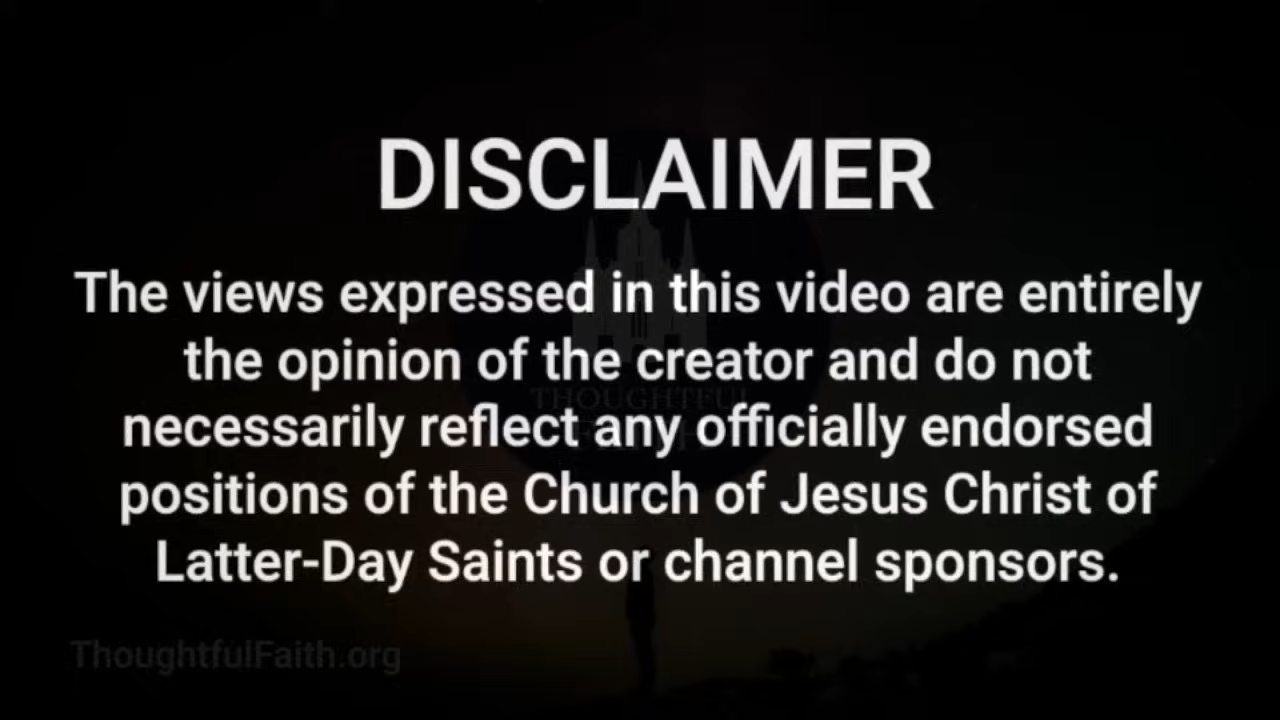 DISCLAIMER
The views expressed in this video are entirely
the opinion of the creator and do not
necessarily reflect any officially endorsed
positions of the Church of Jesus Christ of
Latter-Day Saints or channel sponsors.
THOUGHTFUL
FAITH
ThoughtfulFaith.org